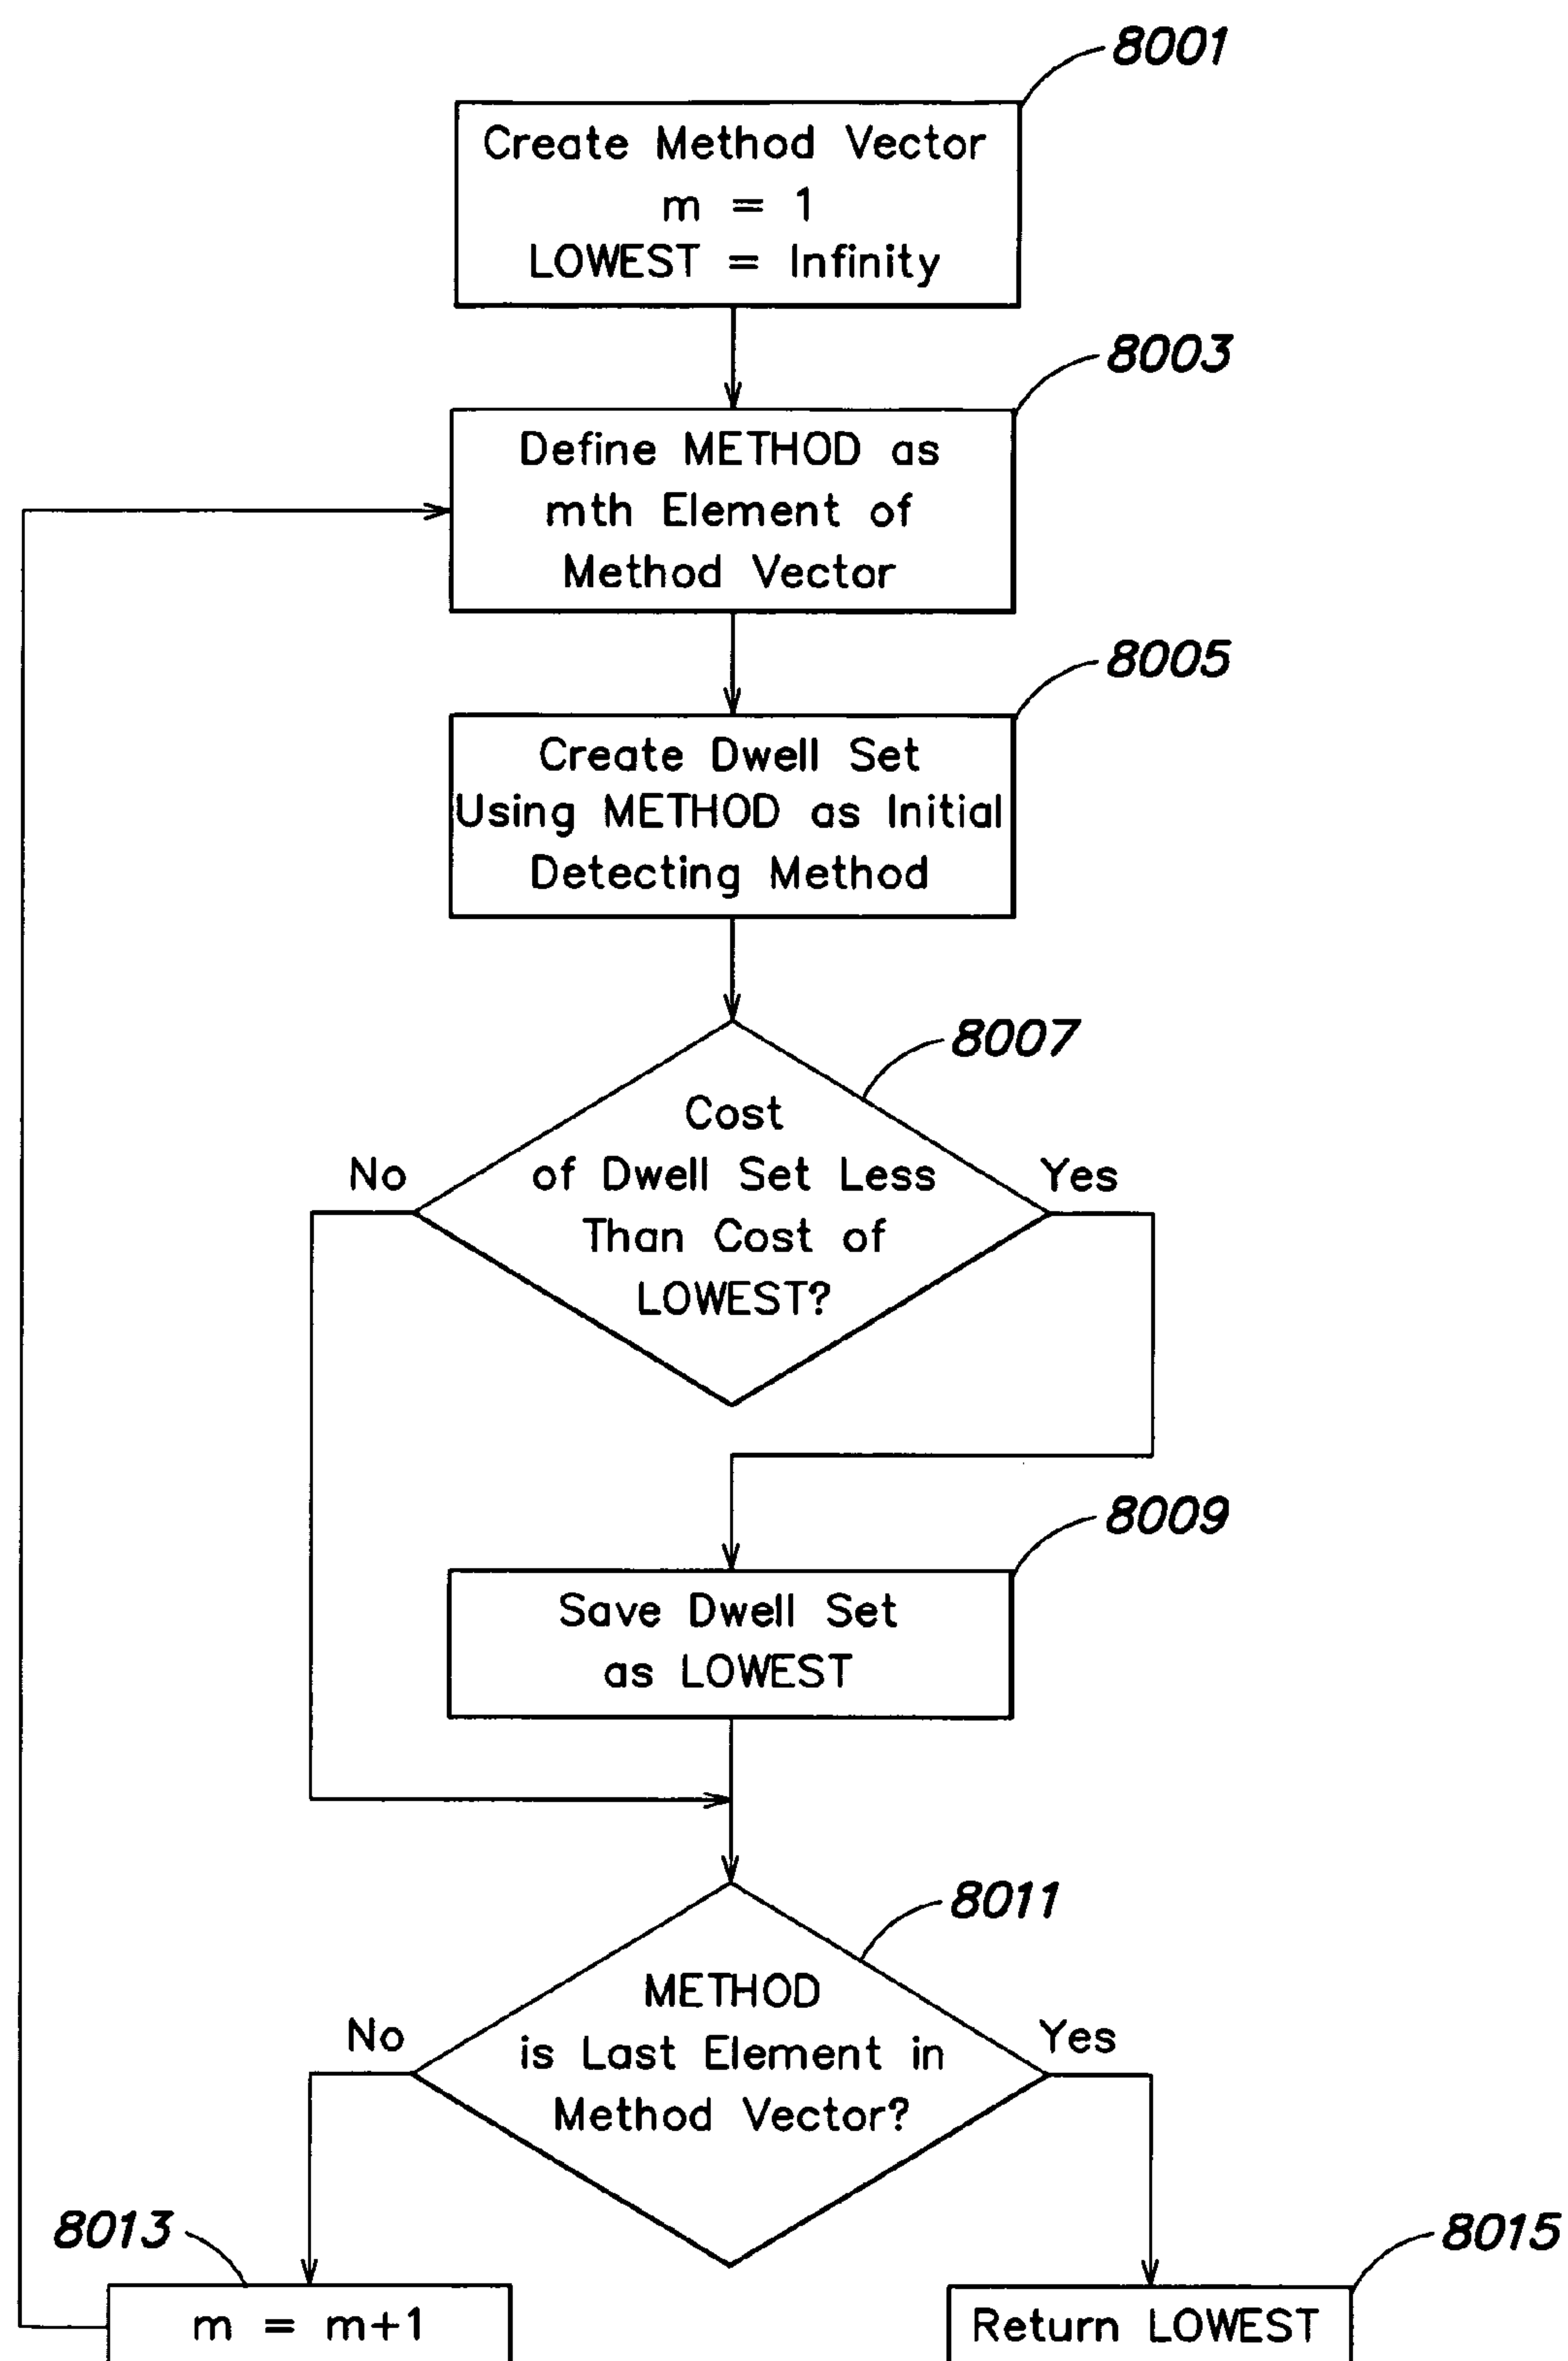 8001
Create Method Vector
m = 1
LOWEST = Infinity
8003
Define METHOD as
mth Element of
Method Vector
8005
Create Dwell Set
Using METHOD as Initial
Detecting Method
8007
Cost
of Dwell Set Less
Than Cost of
LOWEST?
No
Yes
8009
Save Dwell Set
as LOWEST
8011
METHOD
is Last Element in
Method Vector?
No
Yes
8013
m = m+1
8015
Return LOWEST